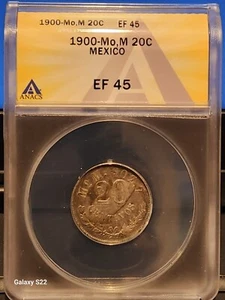 1900-Mo,M 20C
EF 45
1900-Mo,M 20C
MEXICO
EF 45
ANACS
20
Galaxy S22